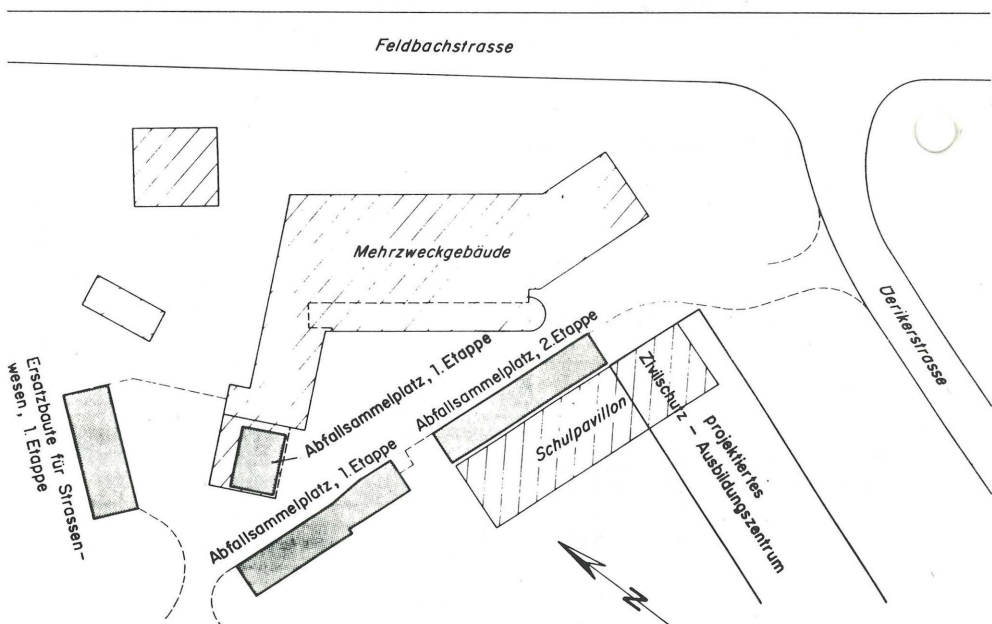 Feldbachstrasse
Mehrzweckgebäude
Üerikerstrasse
Abfallsammelplatz, 1. Etappe
Abfallsammelplatz, 2. Etappe
Abfallsammelplatz, 1. Etappe
Ersatzbaute für Strassen-
wesen, 1. Etappe
Schulpavillon
Zivilschutz – Ausbildungszentrum
projektiertes
N